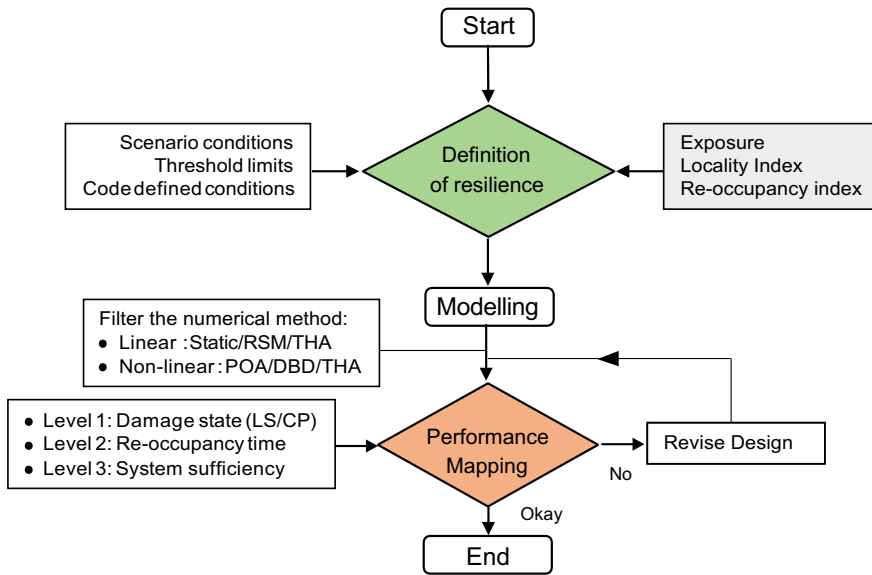 Start
Scenario conditions
Threshold limits
Code defined conditions
Definition
of resilience
Exposure
Locality Index
Re-occupancy index
Modelling
Filter the numerical method:
● Linear : Static/RSM/THA
● Non-linear : POA/DBD/THA
● Level 1: Damage state (LS/CP)
● Level 2: Re-occupancy time
● Level 3: System sufficiency
Performance
Mapping
No
Revise Design
Okay
End